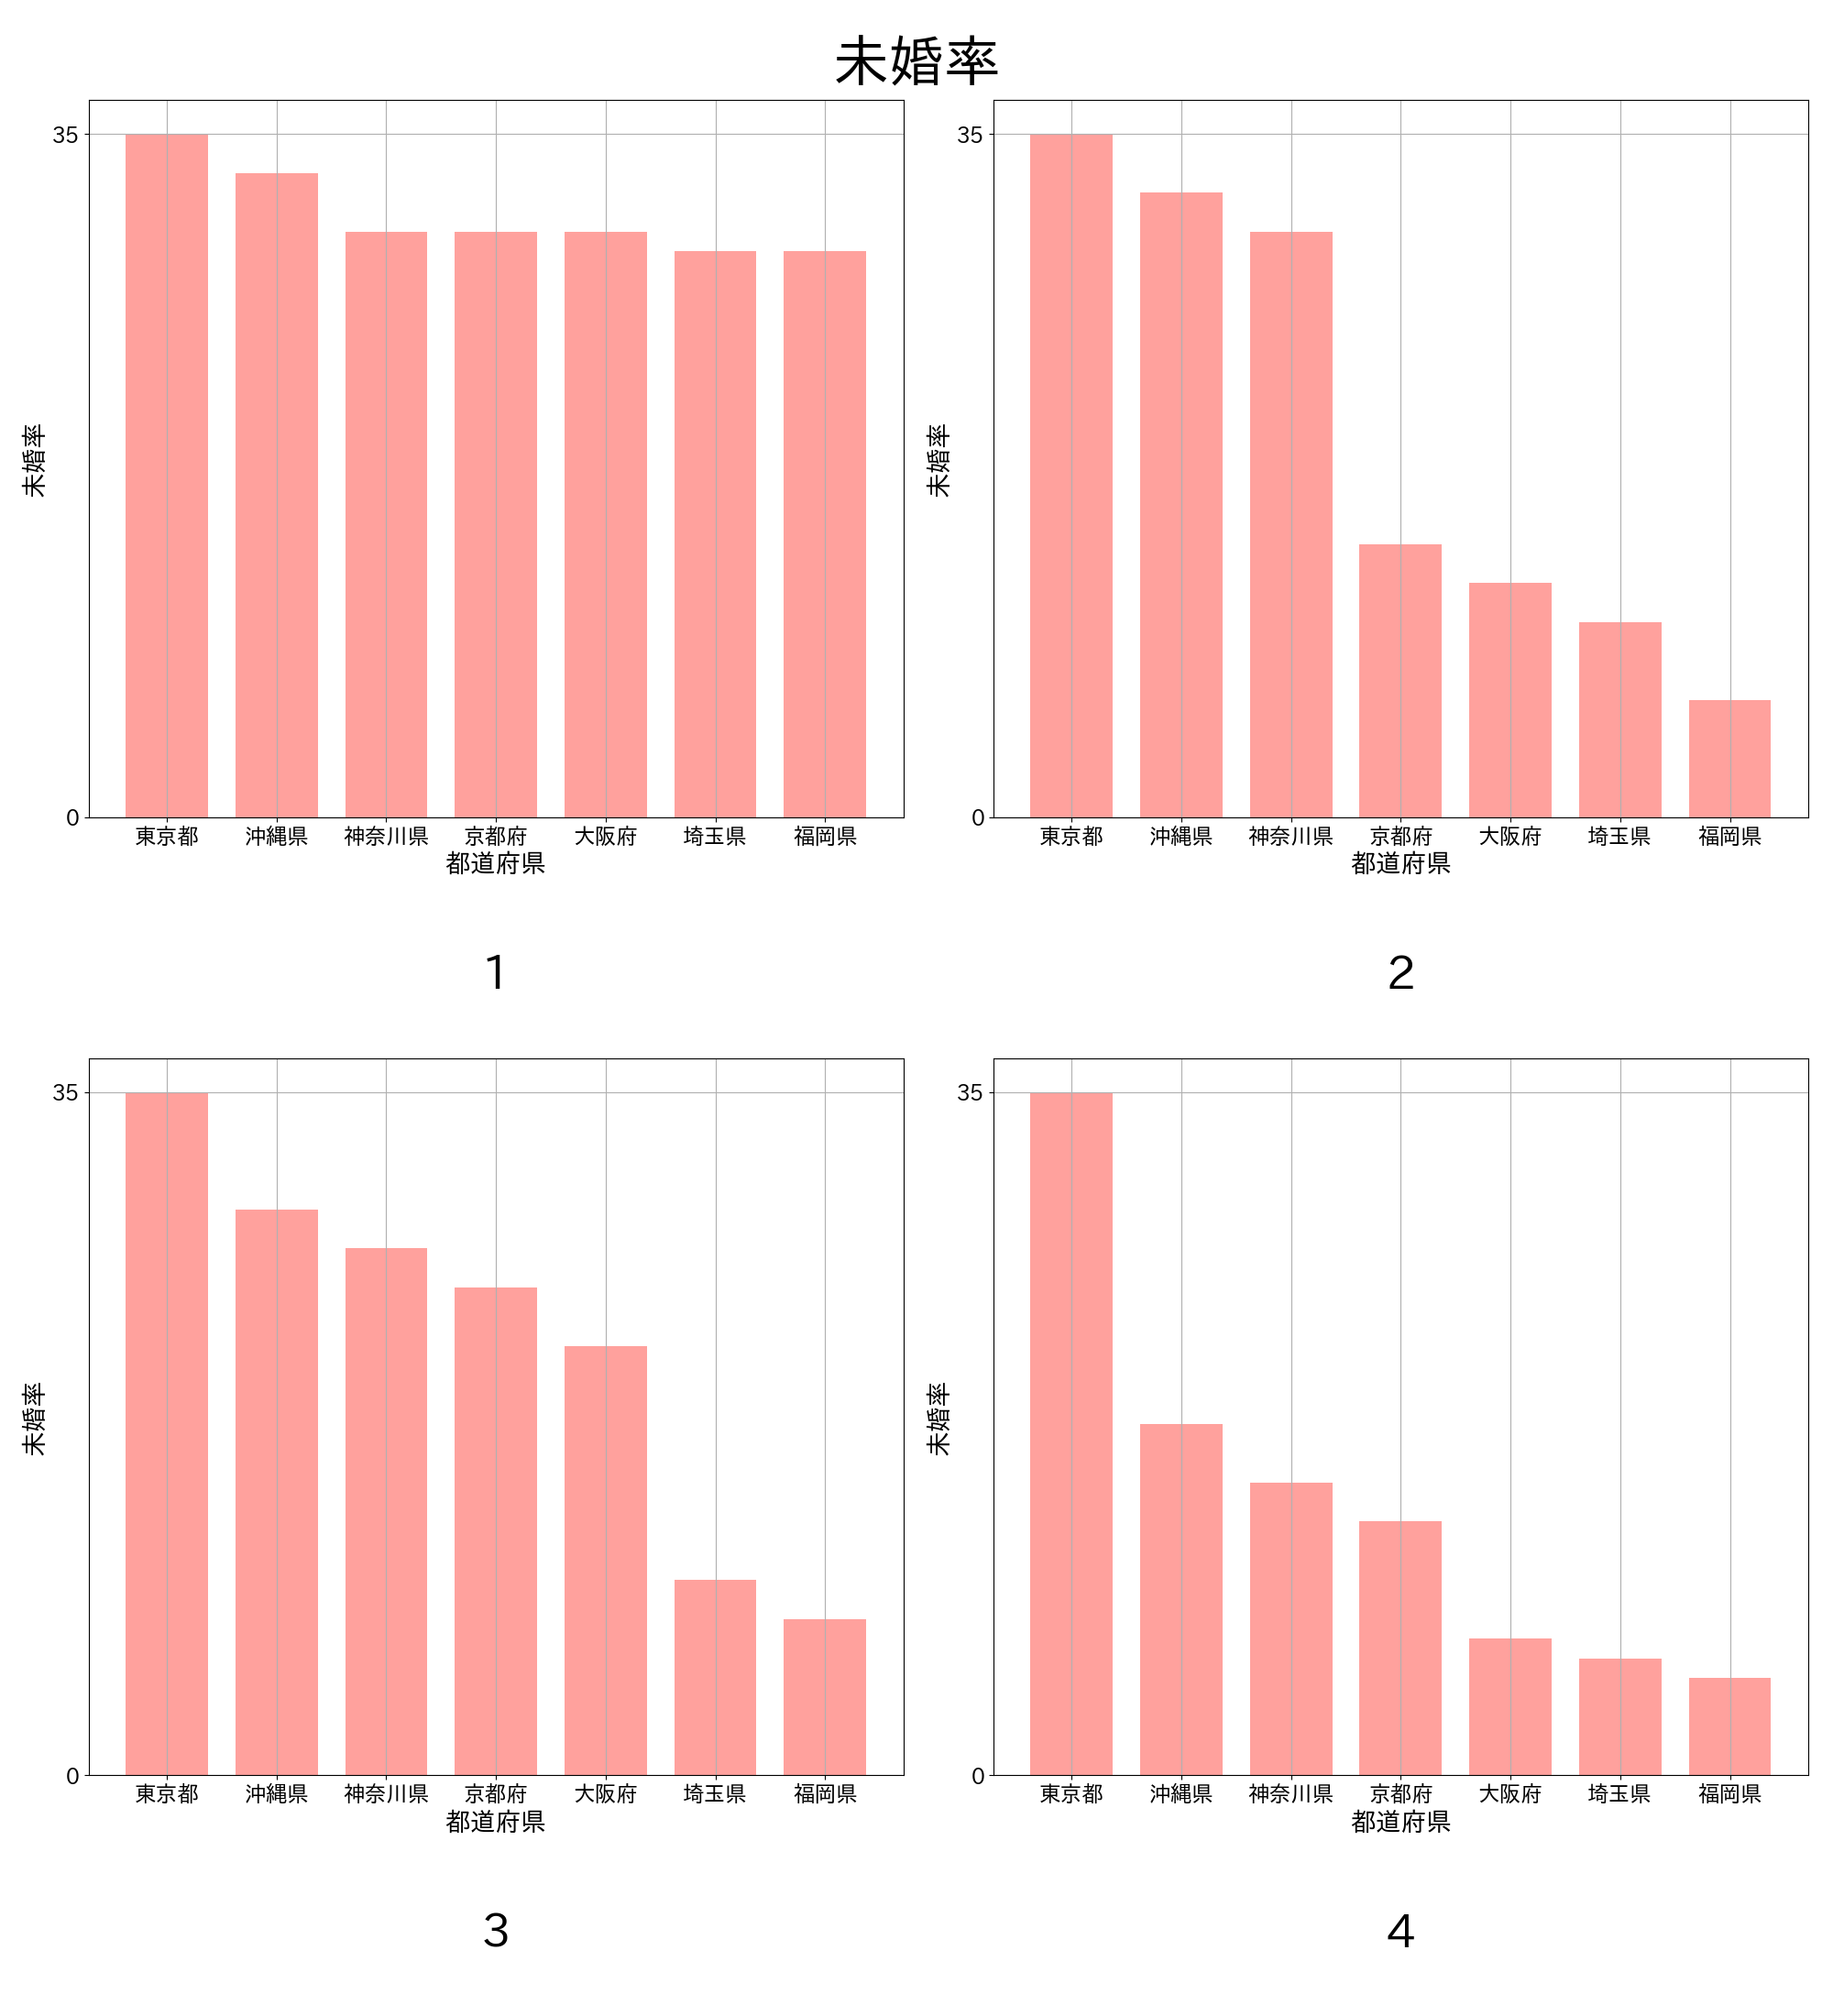 未婚率
35
0
未婚率
東京都 沖縄県 神奈川県 京都府 大阪府 埼玉県 福岡県
都道府県
1
35
0
未婚率
東京都 沖縄県 神奈川県 京都府 大阪府 埼玉県 福岡県
都道府県
2
35
0
未婚率
東京都 沖縄県 神奈川県 京都府 大阪府 埼玉県 福岡県
都道府県
3
35
0
未婚率
東京都 沖縄県 神奈川県 京都府 大阪府 埼玉県 福岡県
都道府県
4